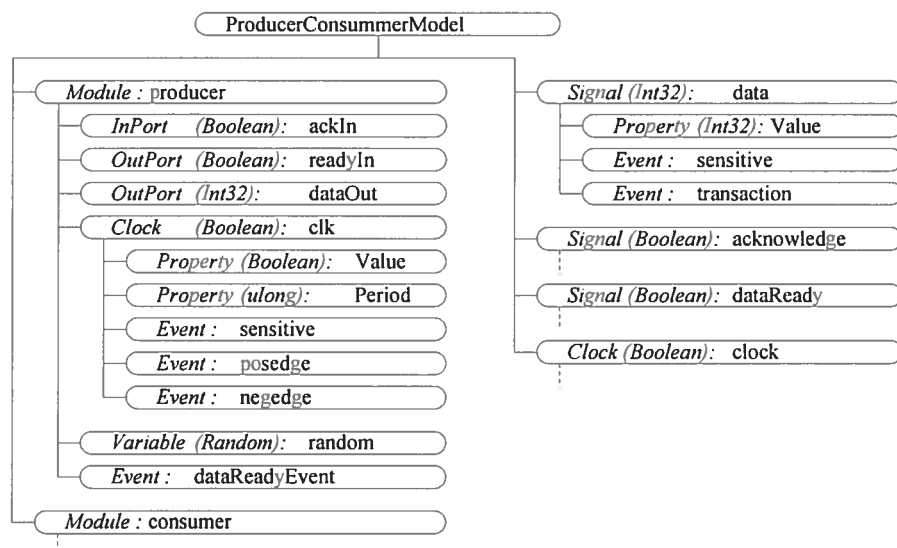 ProducerConsummerModel
Module : producer
InPort (Boolean): ackIn
OutPort (Boolean): readyIn
OutPort (Int32): dataOut
Clock (Boolean): clk
Property (Boolean): Value
Property (ulong): Period
Event : sensitive
Event : posedge
Event : negedge
Variable (Random): random
Event : dataReadyEvent
Module : consumer
Signal (Int32): data
Property (Int32): Value
Event : sensitive
Event : transaction
Signal (Boolean): acknowledge
Signal (Boolean): dataReady
Clock (Boolean): clock